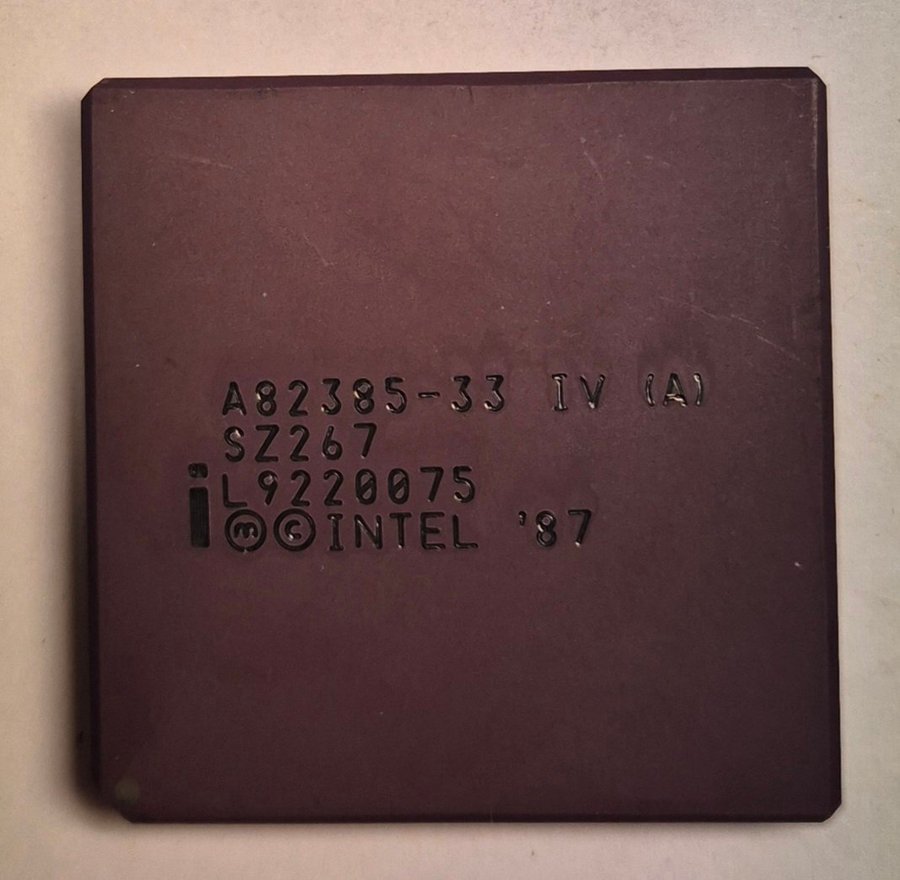 A82385-33 IV (A)
SZ267
L9220075
i ⓜ©INTEL '87